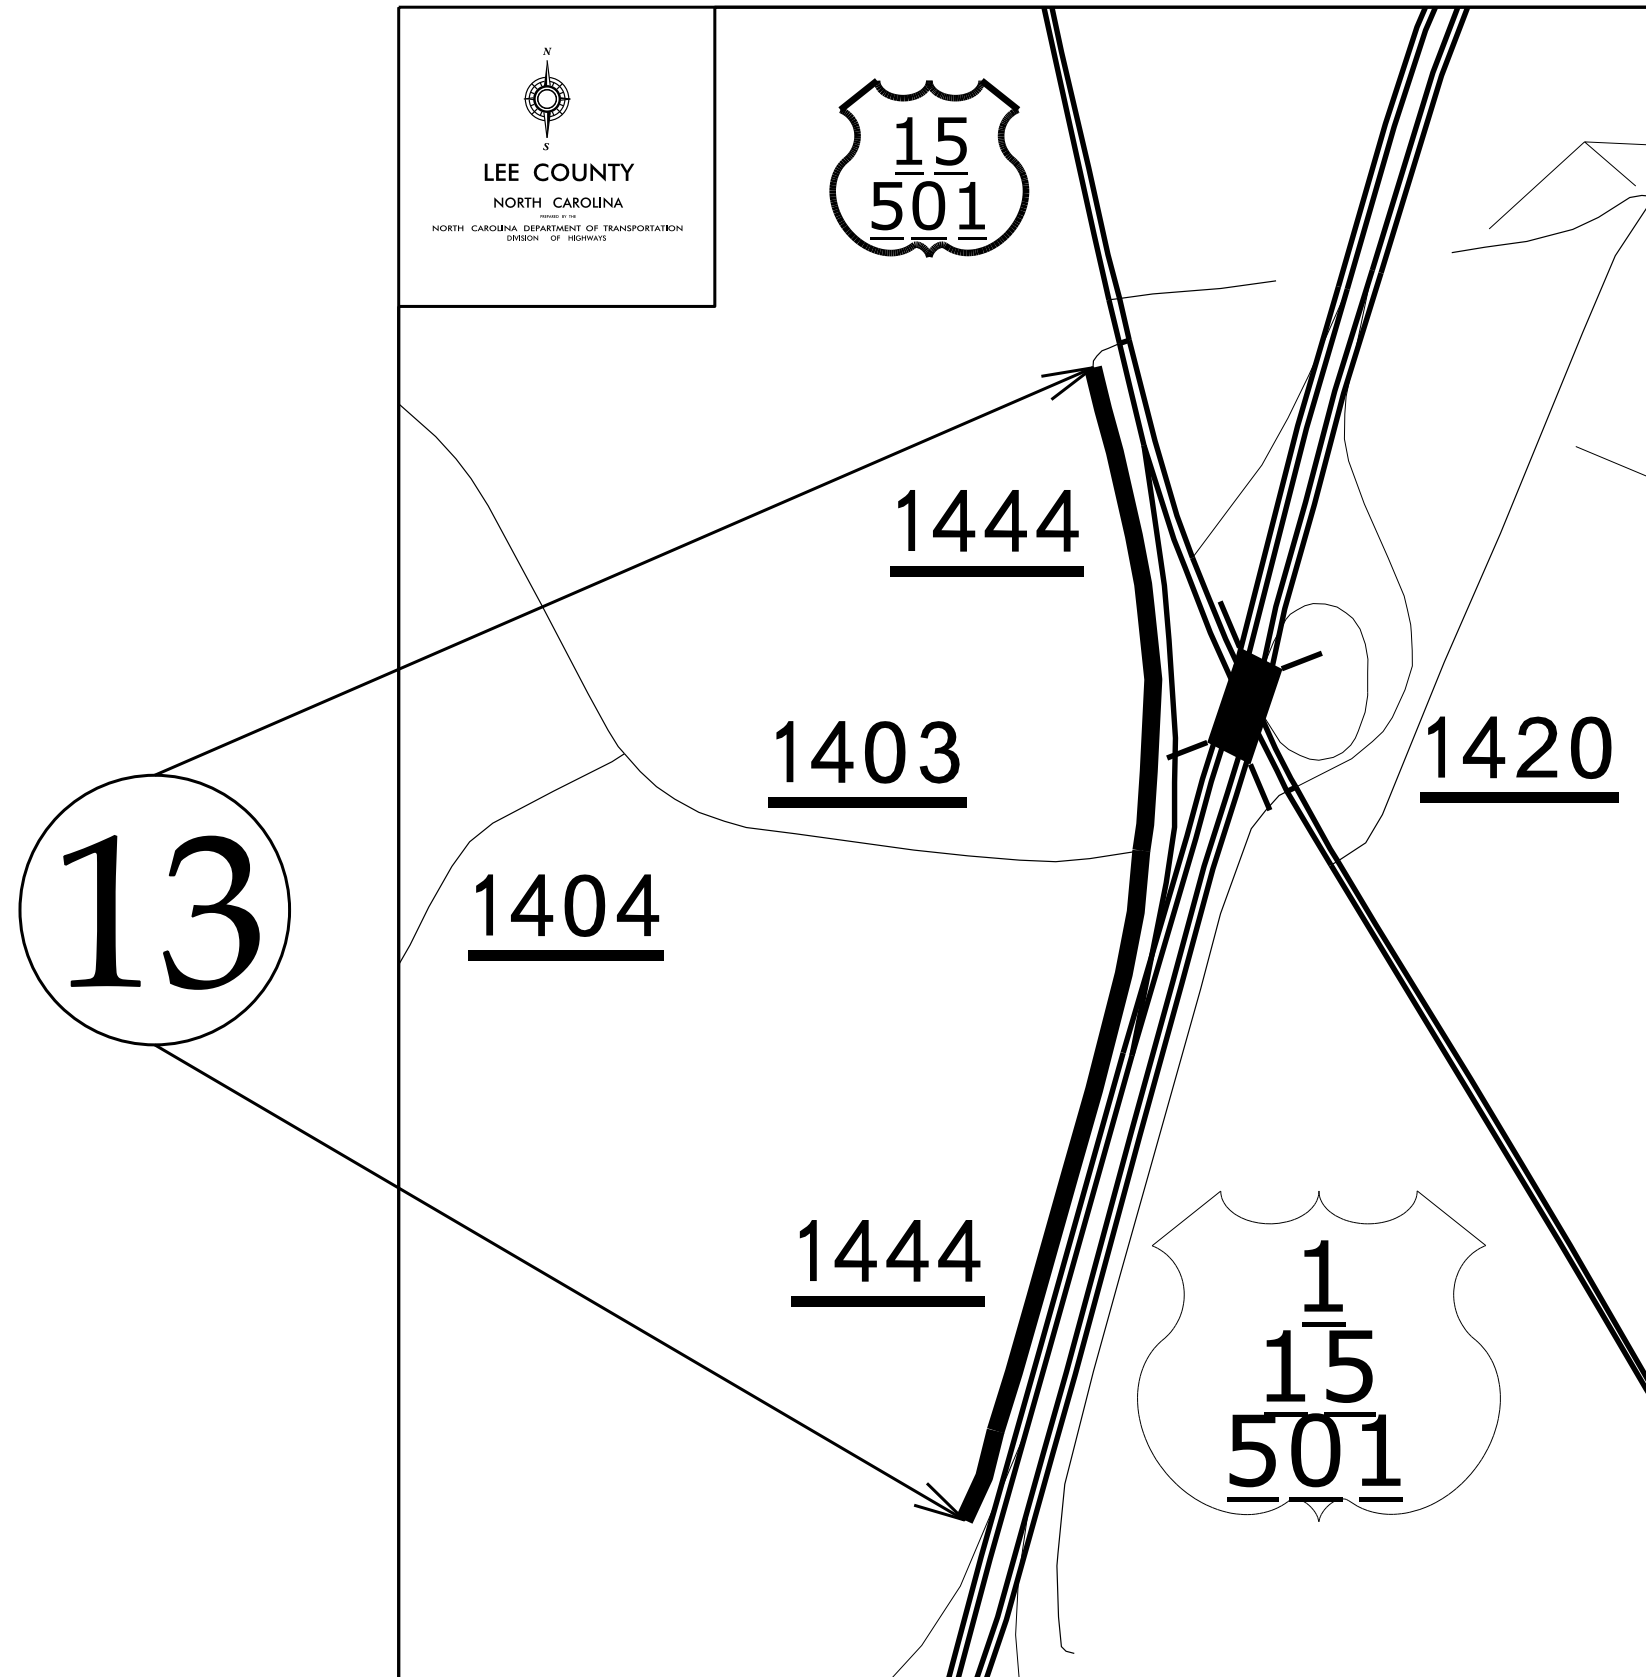 N
S
LEE COUNTY
NORTH CAROLINA
PREPARED BY THE
NORTH CAROLINA DEPARTMENT OF TRANSPORTATION
DIVISION OF HIGHWAYS
15
501
1444
1403
1420
13
1404
1444
1
15
501